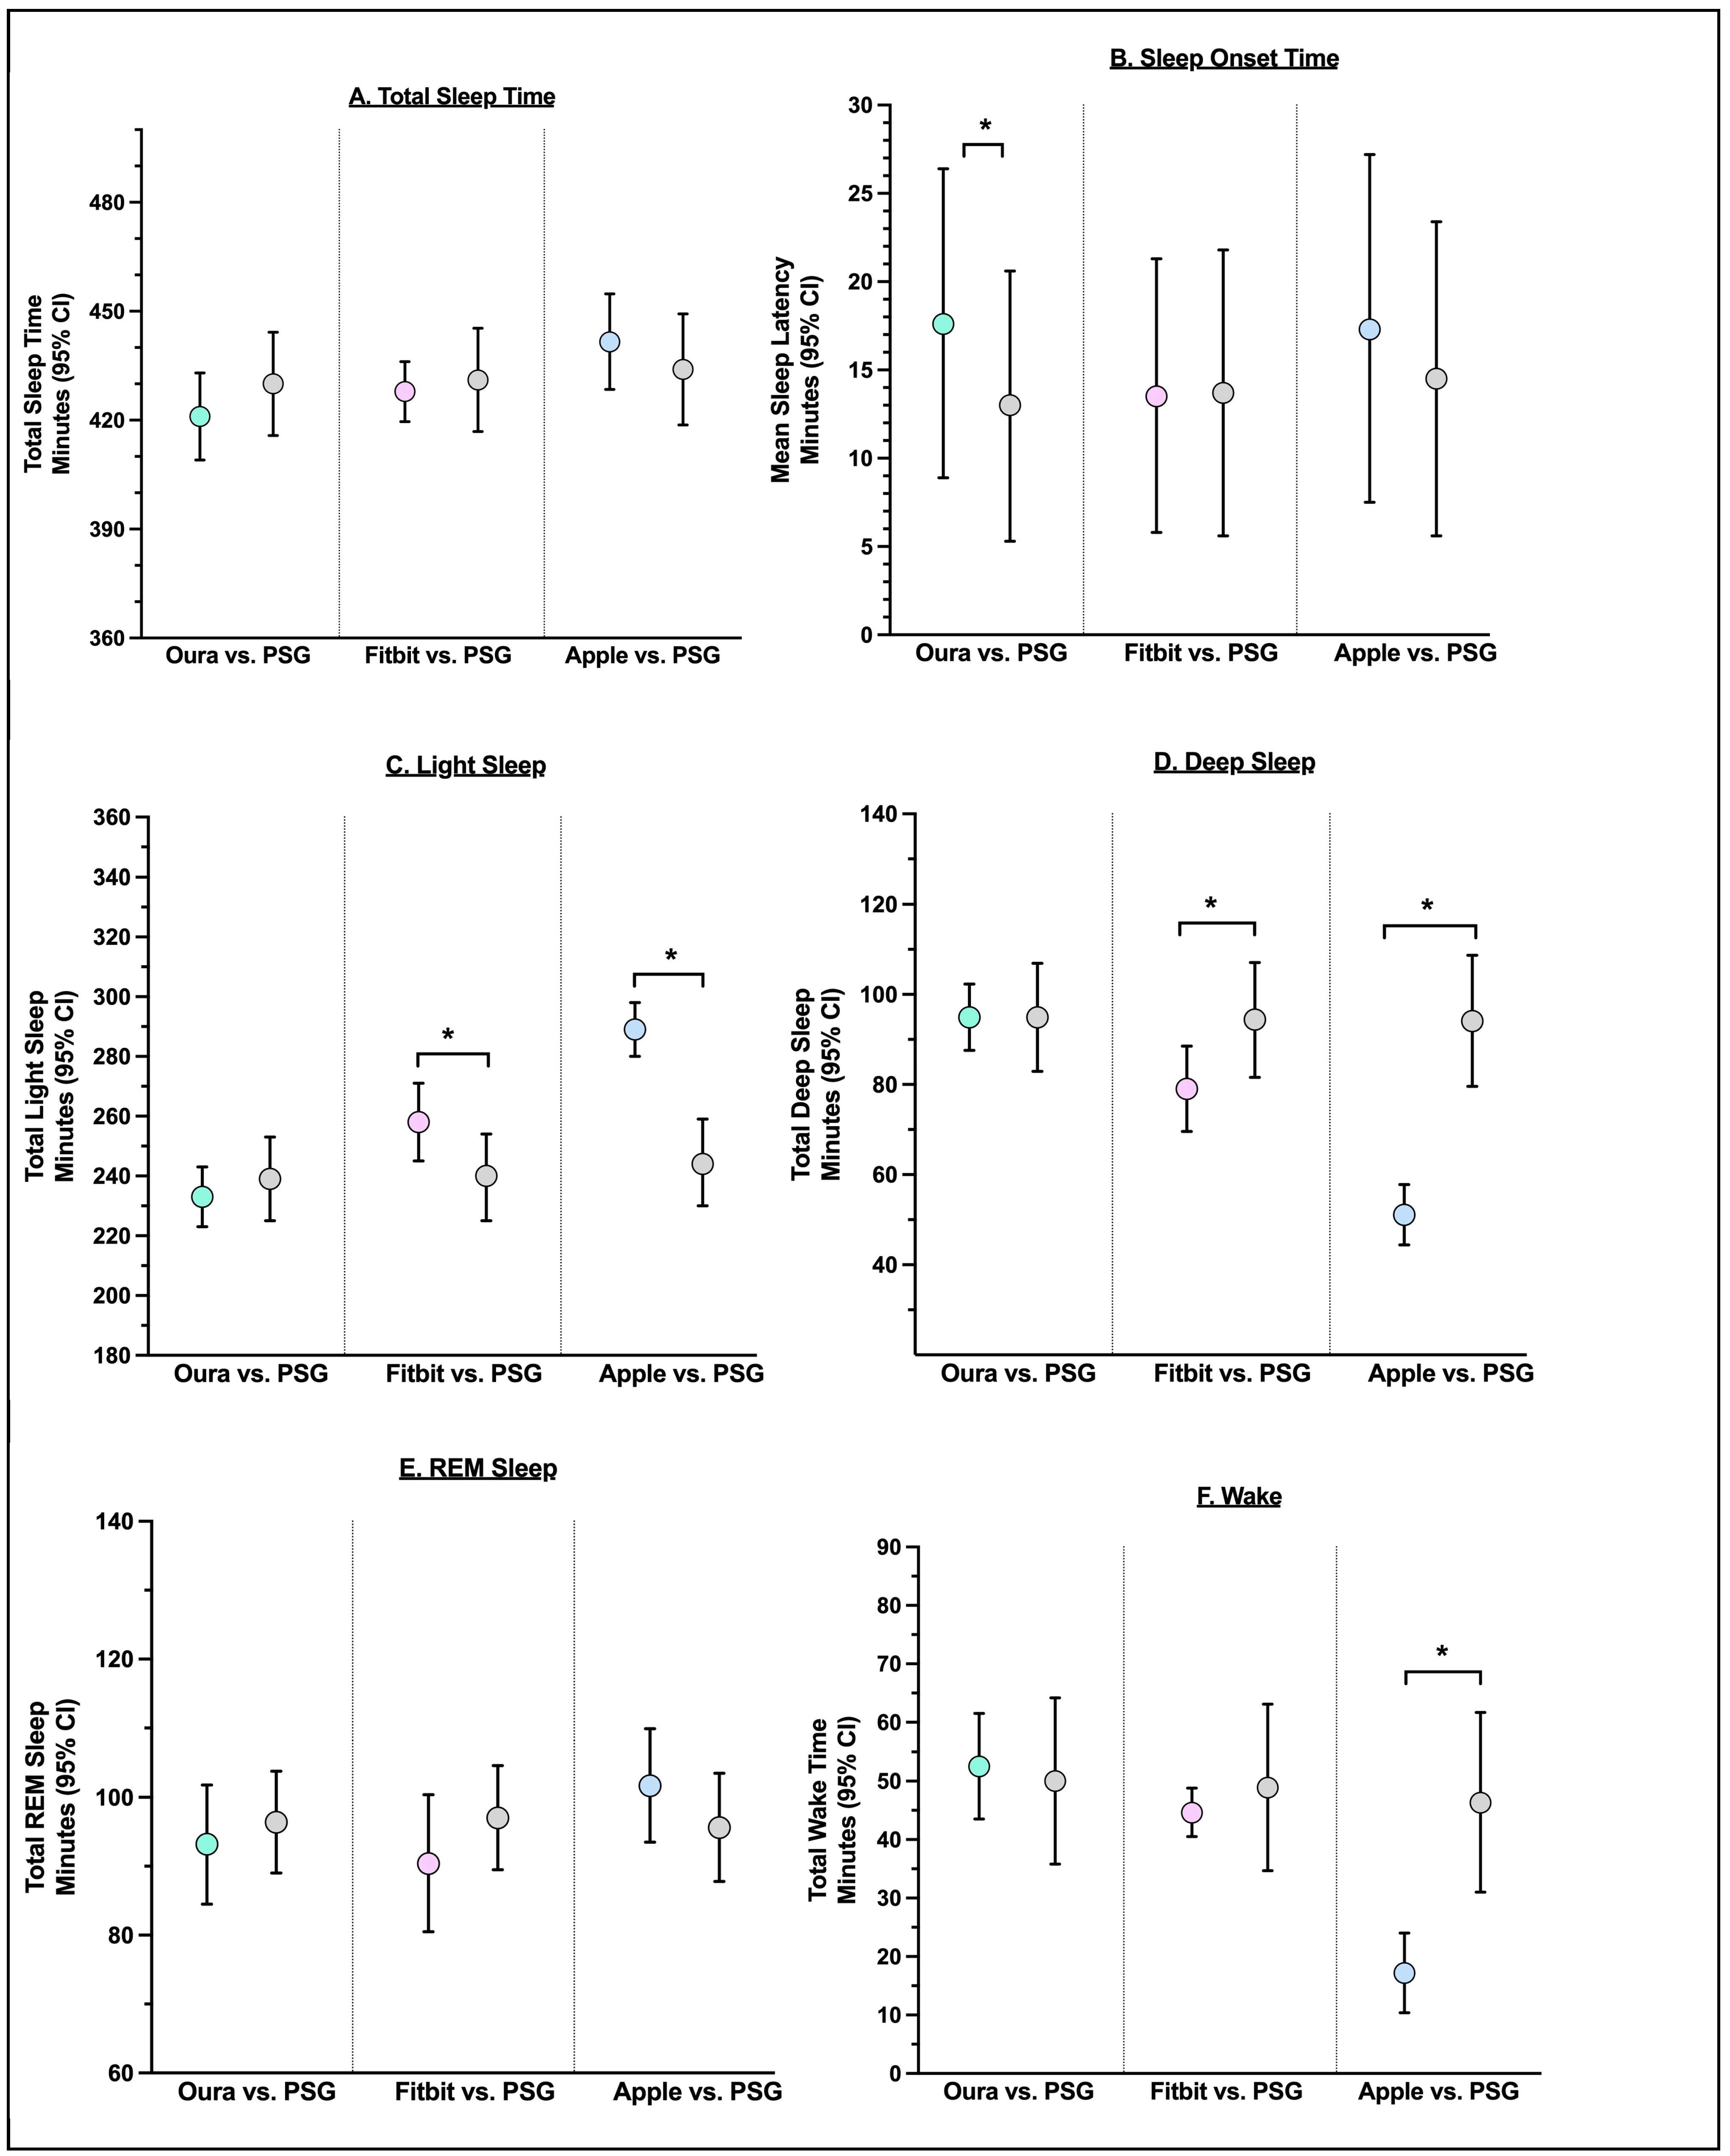 A. Total Sleep Time
Total Sleep Time
Minutes (95% CI)
480
450
420
390
360
Oura vs. PSG
Fitbit vs. PSG
Apple vs. PSG
B. Sleep Onset Time
Mean Sleep Latency
Minutes (95% CI)
30
25
20
15
10
5
0
*
Oura vs. PSG
Fitbit vs. PSG
Apple vs. PSG
C. Light Sleep
Total Light Sleep
Minutes (95% CI)
360
340
320
300
280
260
240
220
200
180
*
*
Oura vs. PSG
Fitbit vs. PSG
Apple vs. PSG
D. Deep Sleep
Total Deep Sleep
Minutes (95% CI)
140
120
100
80
60
40
*
*
Oura vs. PSG
Fitbit vs. PSG
Apple vs. PSG
E. REM Sleep
Total REM Sleep
Minutes (95% CI)
140
120
100
80
60
Oura vs. PSG
Fitbit vs. PSG
Apple vs. PSG
F. Wake
Total Wake Time
Minutes (95% CI)
90
80
70
60
50
40
30
20
10
0
*
Oura vs. PSG
Fitbit vs. PSG
Apple vs. PSG